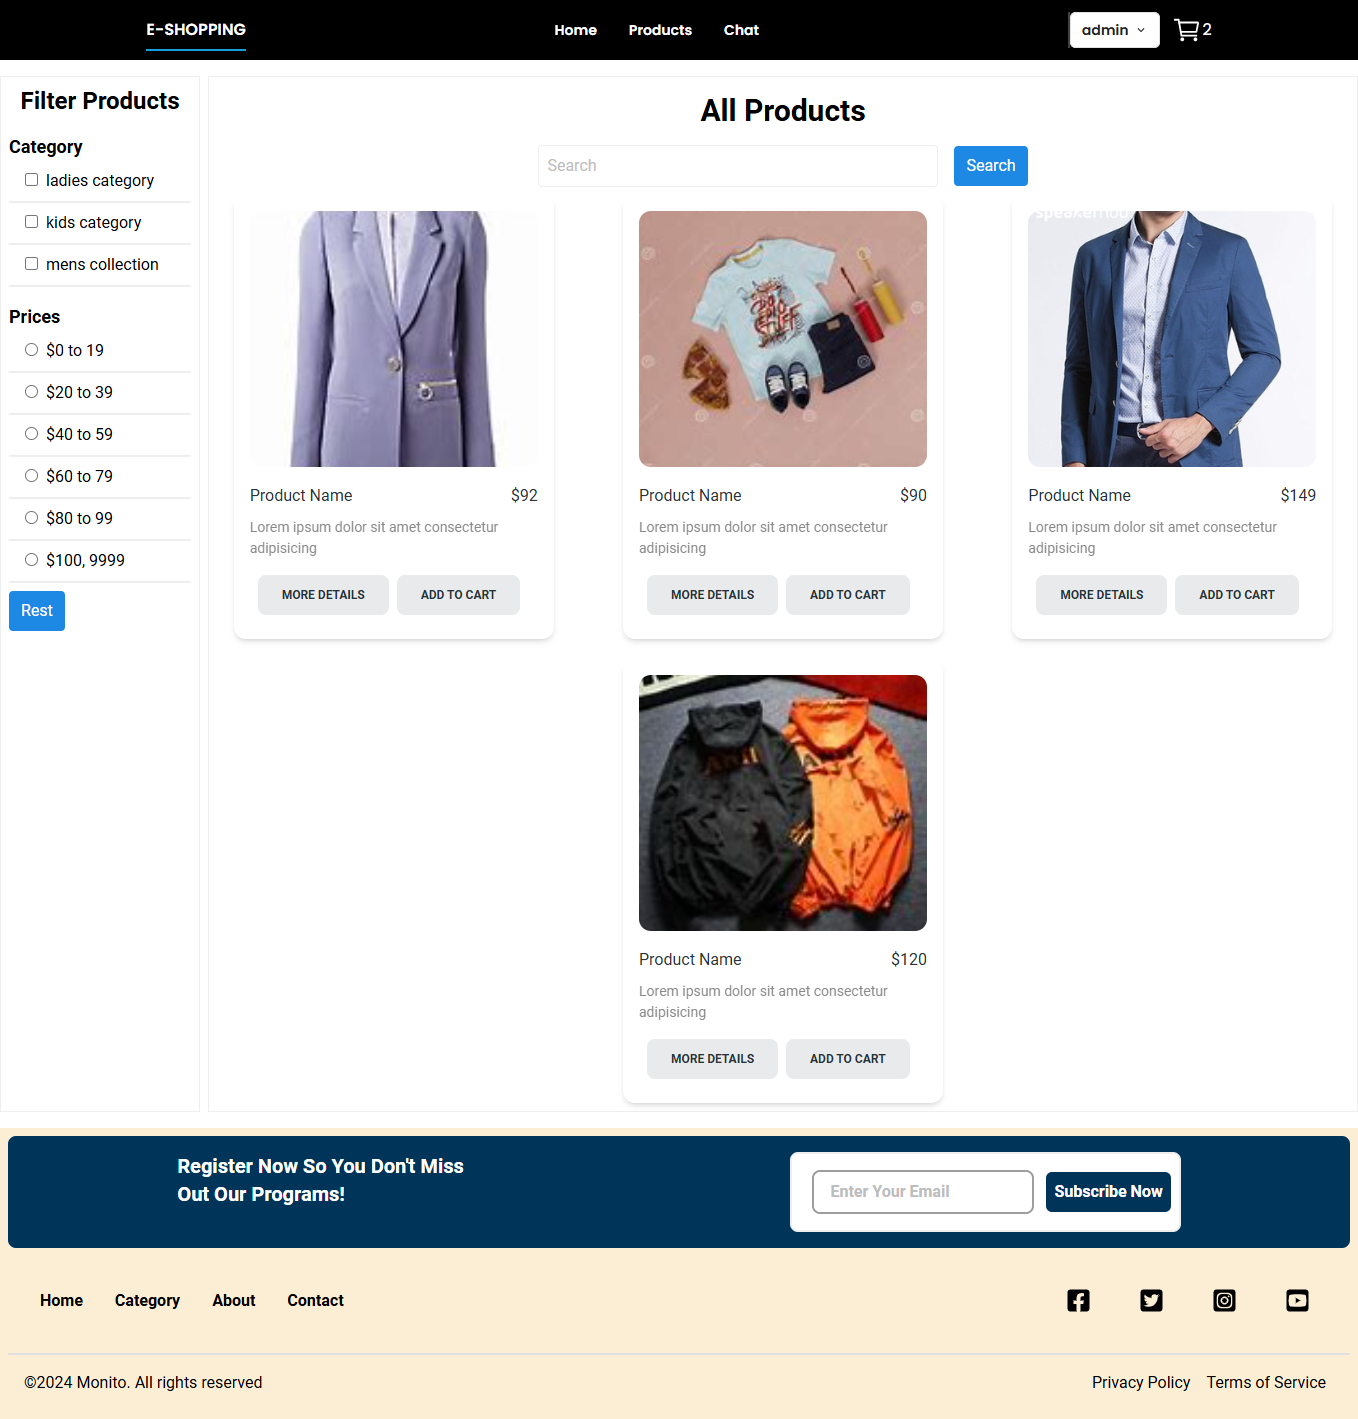 E-SHOPPING
Home Products Chat
admin
2
Filter Products
Category
ladies category
kids category
mens collection
Prices
$0 to 19
$20 to 39
$40 to 59
$60 to 79
$80 to 99
$100, 9999
Rest
All Products
Search
Search
Product Name $92
Lorem ipsum dolor sit amet consectetur
adipisicing
MORE DETAILS ADD TO CART
Product Name $90
Lorem ipsum dolor sit amet consectetur
adipisicing
MORE DETAILS ADD TO CART
Product Name $149
Lorem ipsum dolor sit amet consectetur
adipisicing
MORE DETAILS ADD TO CART
Product Name $120
Lorem ipsum dolor sit amet consectetur
adipisicing
MORE DETAILS ADD TO CART
Register Now So You Don't Miss
Out Our Programs!
Enter Your Email
Subscribe Now
Home Category About Contact
©2024 Monito. All rights reserved
Privacy Policy Terms of Service